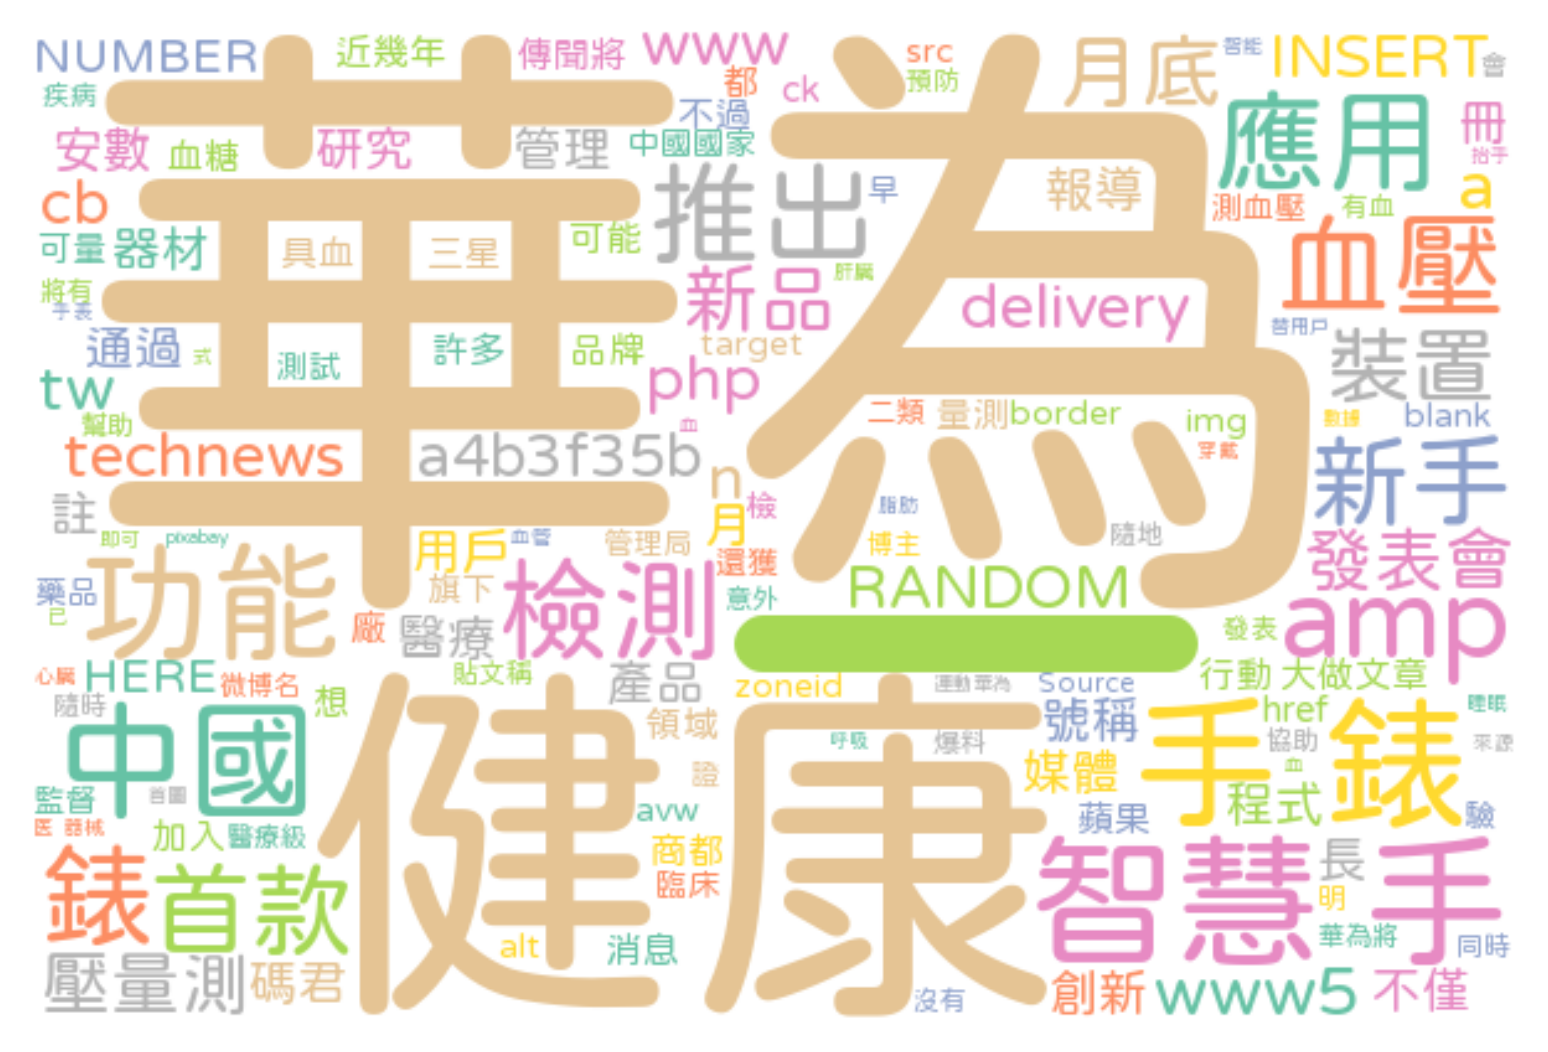 NUMBER
近幾年
傳聞將
www
src
月底
智能
INSERT
會
疾病
華為
都
ck
預防
不過
應用
冊
抬手
安數
血糖
研究
管理
中國國家
推出
早
報導
a
cb
測血壓
有血
可量
器材
具血
三星
可能
血壓
將有
手表
新品
肝臟
delivery
替用戶
通過
式
測試
許多
品牌
target
裝置
tw
php
幫助
二類
量測
border
img
數據
blank
technews
a4b3f35b
血
穿戴
n
新手
註
檢
脂肪
月
隨地
即可
pixabay
用戶
血管
管理局
博主
發表會
功能
還獲
藥品
旗下
檢測
意外
RANDOM
amp
已
廠
醫療
一
發表
心臟
HERE
微博名
貼文稱
產品
zoneid
運動華為
Source
行動
大做文章
隨時
想
健康
領域
號稱
手錶
href
睡眠
中國
呼吸
爆料
協助
來源
證
媒體
血
監督
首圖
avw
程式
医
器械
加入
醫療級
蘋果
驗
錶
首款
商都
智慧手
長
臨床
明
alt
消息
華為將
同時
壓量測
碼君
沒有
創新
www5
不僅